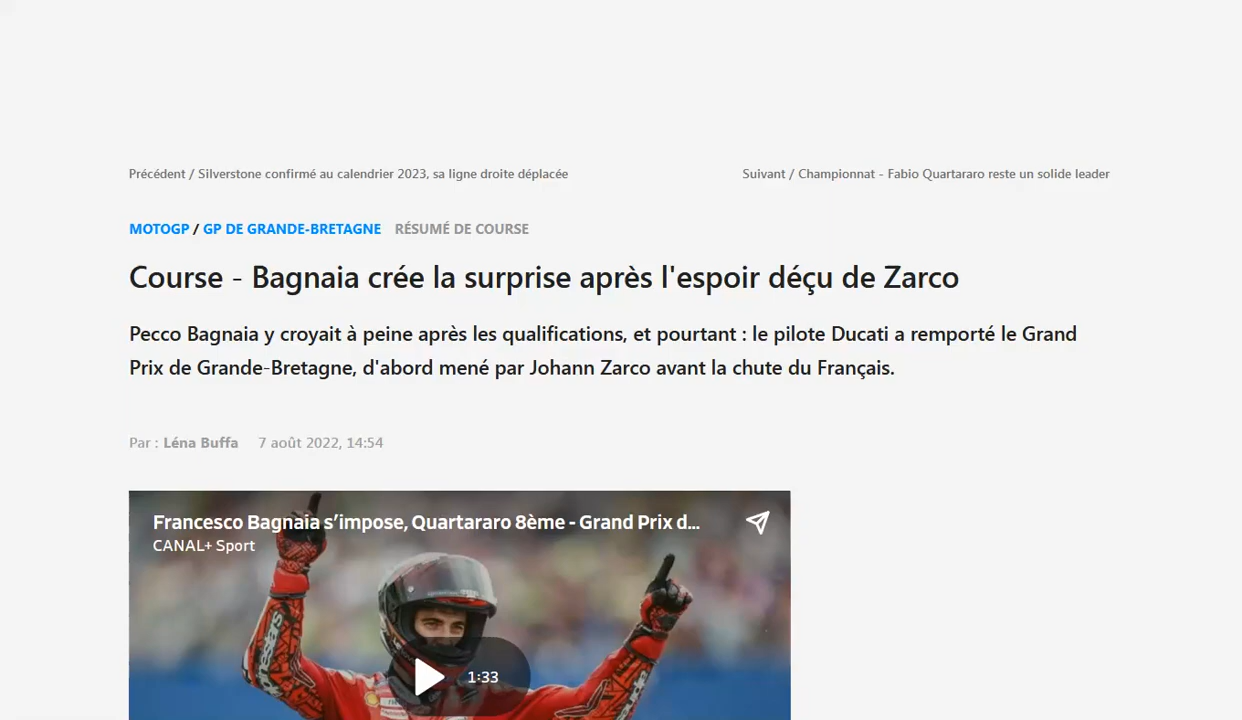 Précédent / Silverstone confirmé au calendrier 2023, sa ligne droite déplacée
Suivant / Championnat - Fabio Quartararo reste un solide leader
MOTOGP / GP DE GRANDE-BRETAGNE RÉSUMÉ DE COURSE
Course - Bagnaia crée la surprise après l'espoir déçu de Zarco
Pecco Bagnaia y croyait à peine après les qualifications, et pourtant : le pilote Ducati a remporté le Grand
Prix de Grande-Bretagne, d'abord mené par Johann Zarco avant la chute du Français.
Par : Léna Buffa 7 août 2022, 14:54
Francesco Bagnaia s’impose, Quartararo 8ème - Grand Prix d...
CANAL+ Sport
1:33